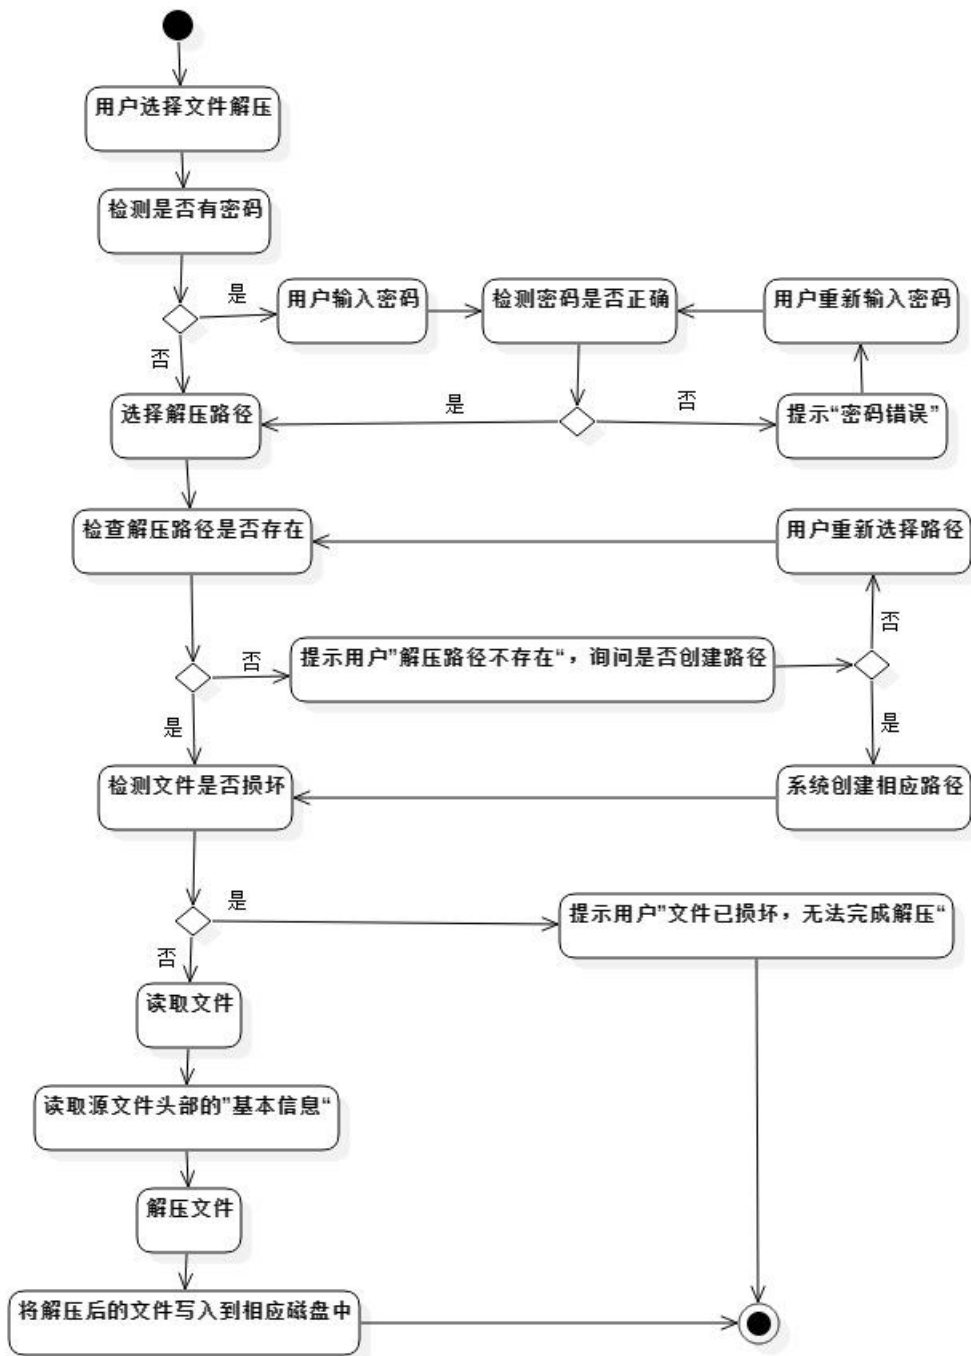 用户选择文件解压
检测是否有密码
是
用户输入密码
检测密码是否正确
用户重新输入密码
否
选择解压路径
是
否
提示“密码错误”
检查解压路径是否存在
用户重新选择路径
否
否
提示用户”解压路径不存在“，询问是否创建路径
是
是
检测文件是否损坏
系统创建相应路径
是
提示用户”文件已损坏，无法完成解压“
否
读取文件
读取源文件头部的”基本信息“
解压文件
将解压后的文件写入到相应磁盘中